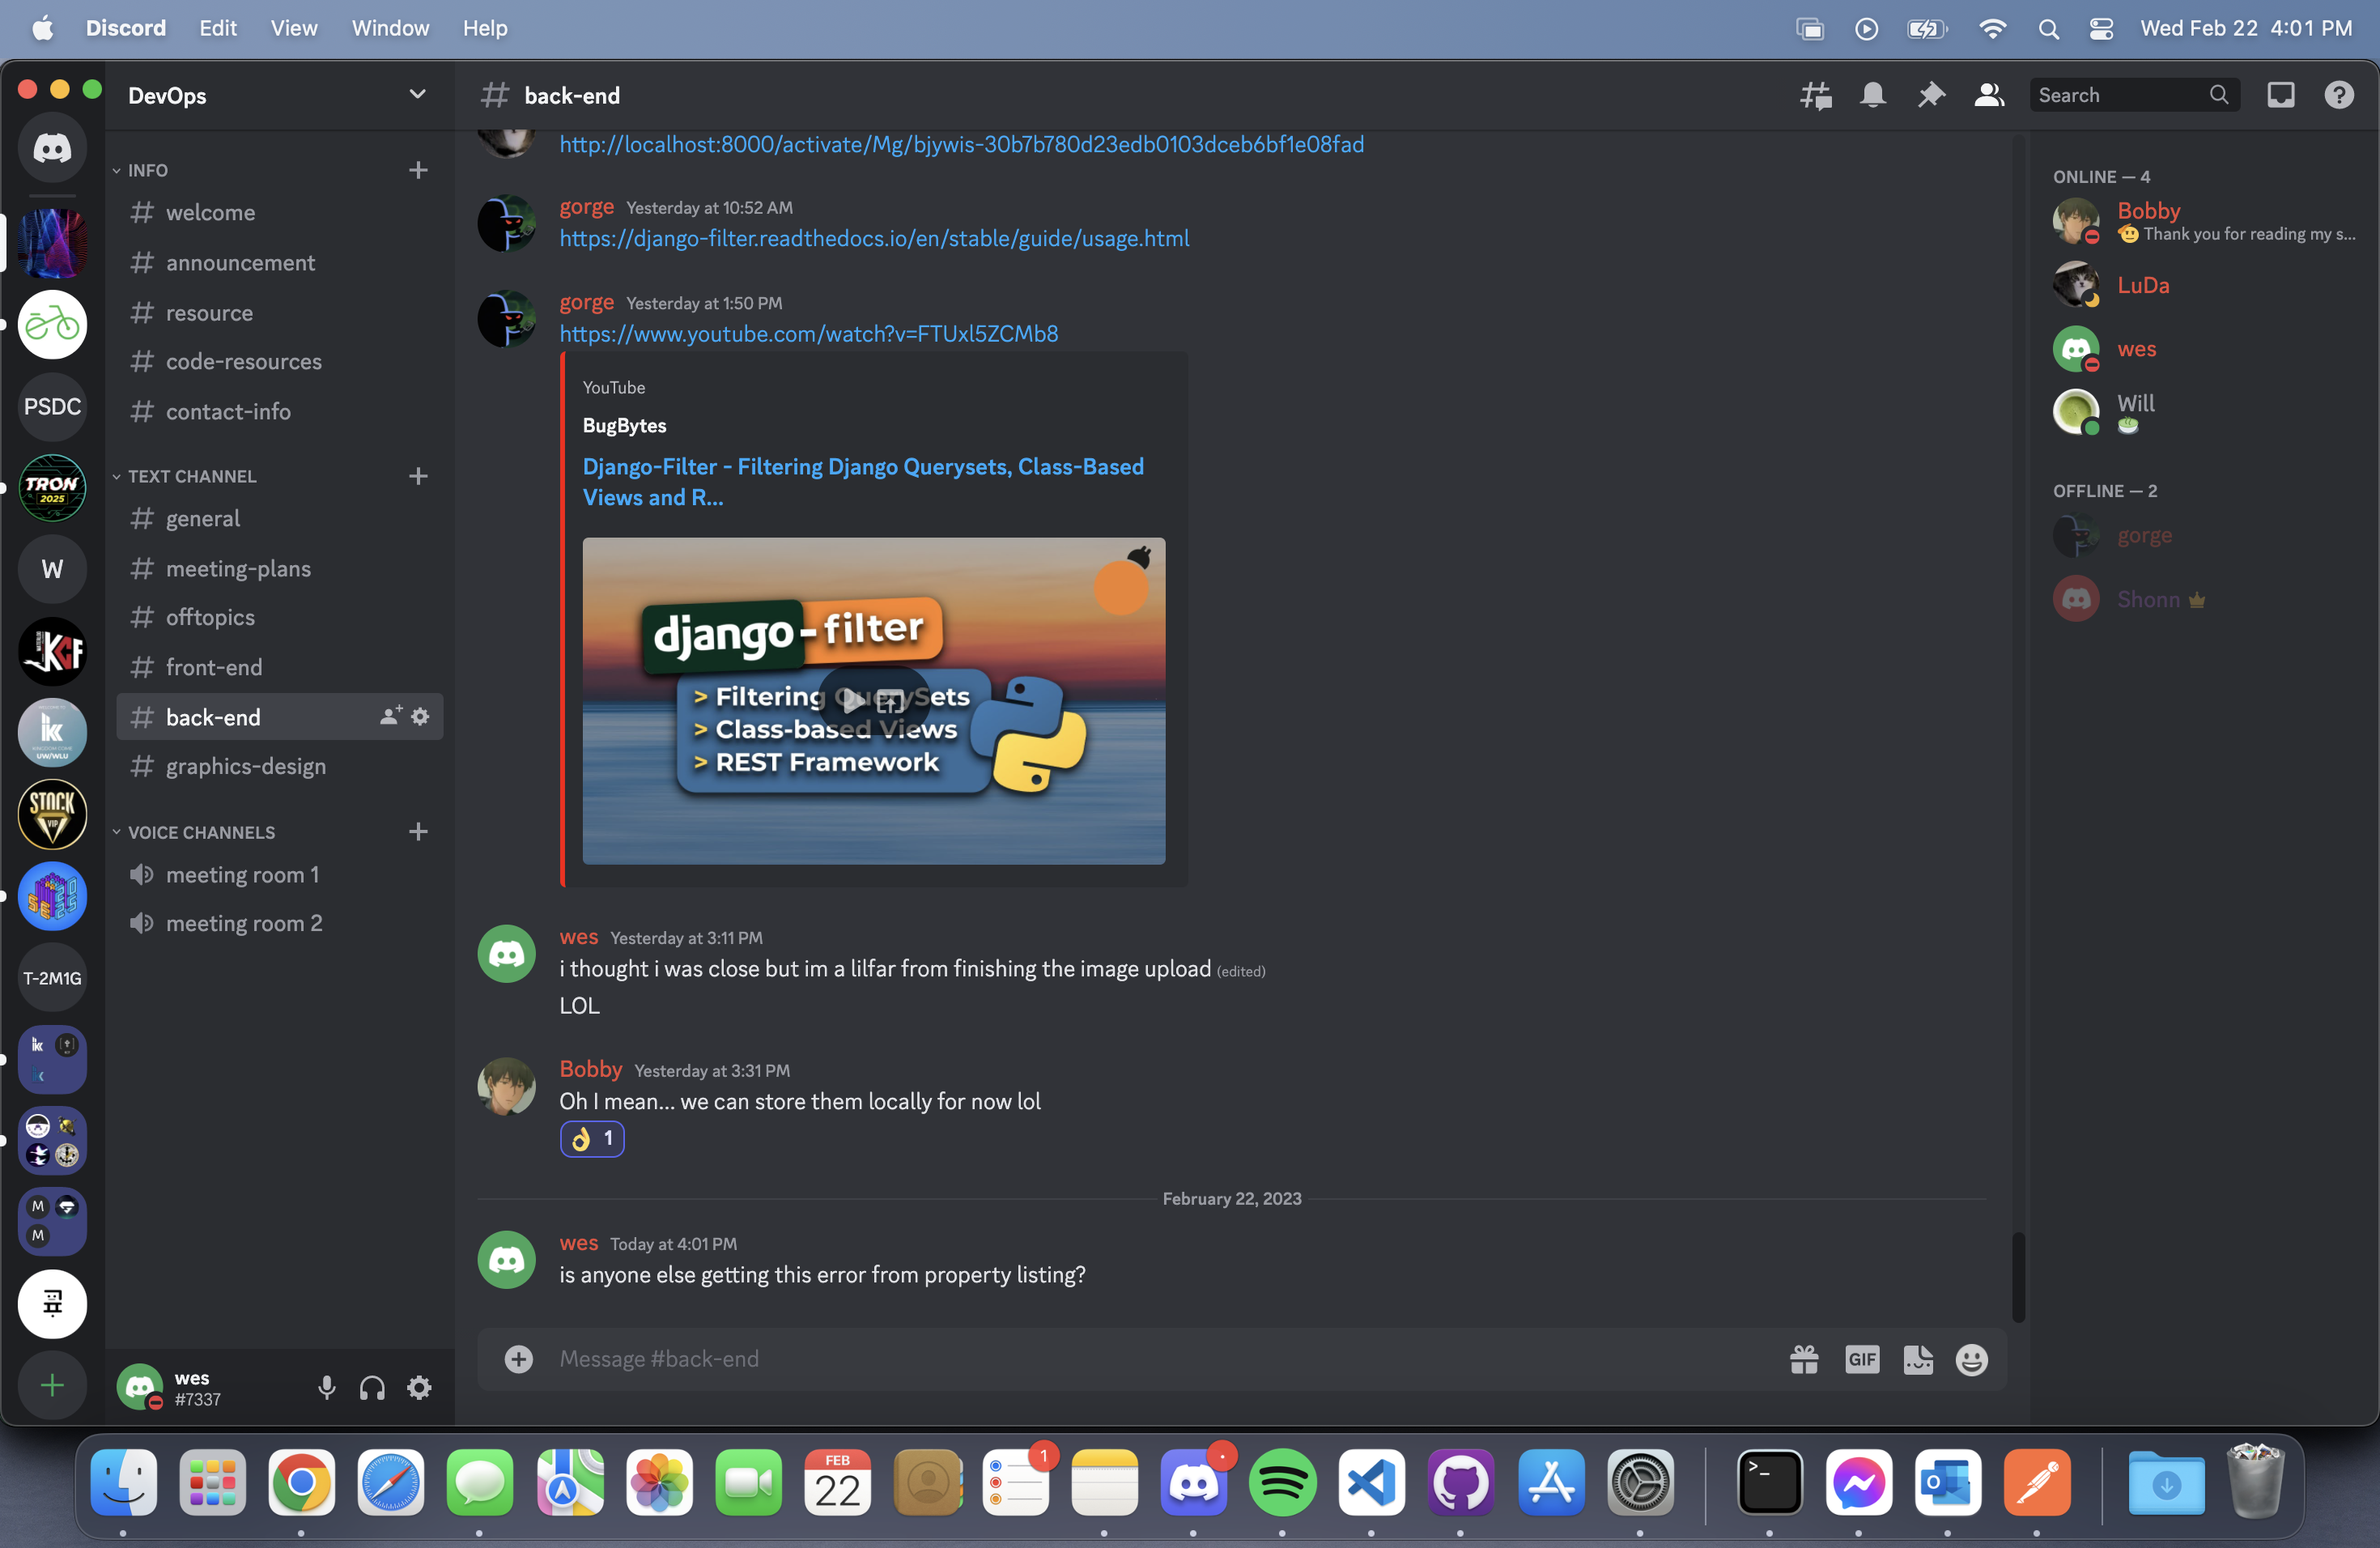 Discord Edit View Window Help
Wed Feb 22 4:01 PM
DevOps
INFO
welcome
announcement
resource
code-resources
contact-info
TEXT CHANNEL
general
meeting-plans
offtopics
front-end
back-end
graphics-design
VOICE CHANNELS
meeting room 1
meeting room 2
wes
#7337
PSDC
TRON
2025
W
KCF
ikk
UW/WLU
STOCK
VIP
SE
20
25
T-2M1G
ikk
k
M
M
back-end
Search
http://localhost:8000/activate/Mg/bjywis-30b7b780d23edb0103dceb6bf1e08fad
gorge Yesterday at 10:52 AM
https://django-filter.readthedocs.io/en/stable/guide/usage.html
gorge Yesterday at 1:50 PM
https://www.youtube.com/watch?v=FTUxl5ZCMb8
YouTube
BugBytes
Django-Filter - Filtering Django Querysets, Class-Based
Views and R...
django-filter
> Filtering QuerySets
> Class-based Views
> REST Framework
wes Yesterday at 3:11 PM
i thought i was close but im a lilfar from finishing the image upload (edited)
LOL
Bobby Yesterday at 3:31 PM
Oh I mean... we can store them locally for now lol
1
February 22, 2023
wes Today at 4:01 PM
is anyone else getting this error from property listing?
Message #back-end
GIF
ONLINE — 4
Bobby
Thank you for reading my s...
LuDa
wes
Will
OFFLINE — 2
gorge
Shonn
FEB
22
1